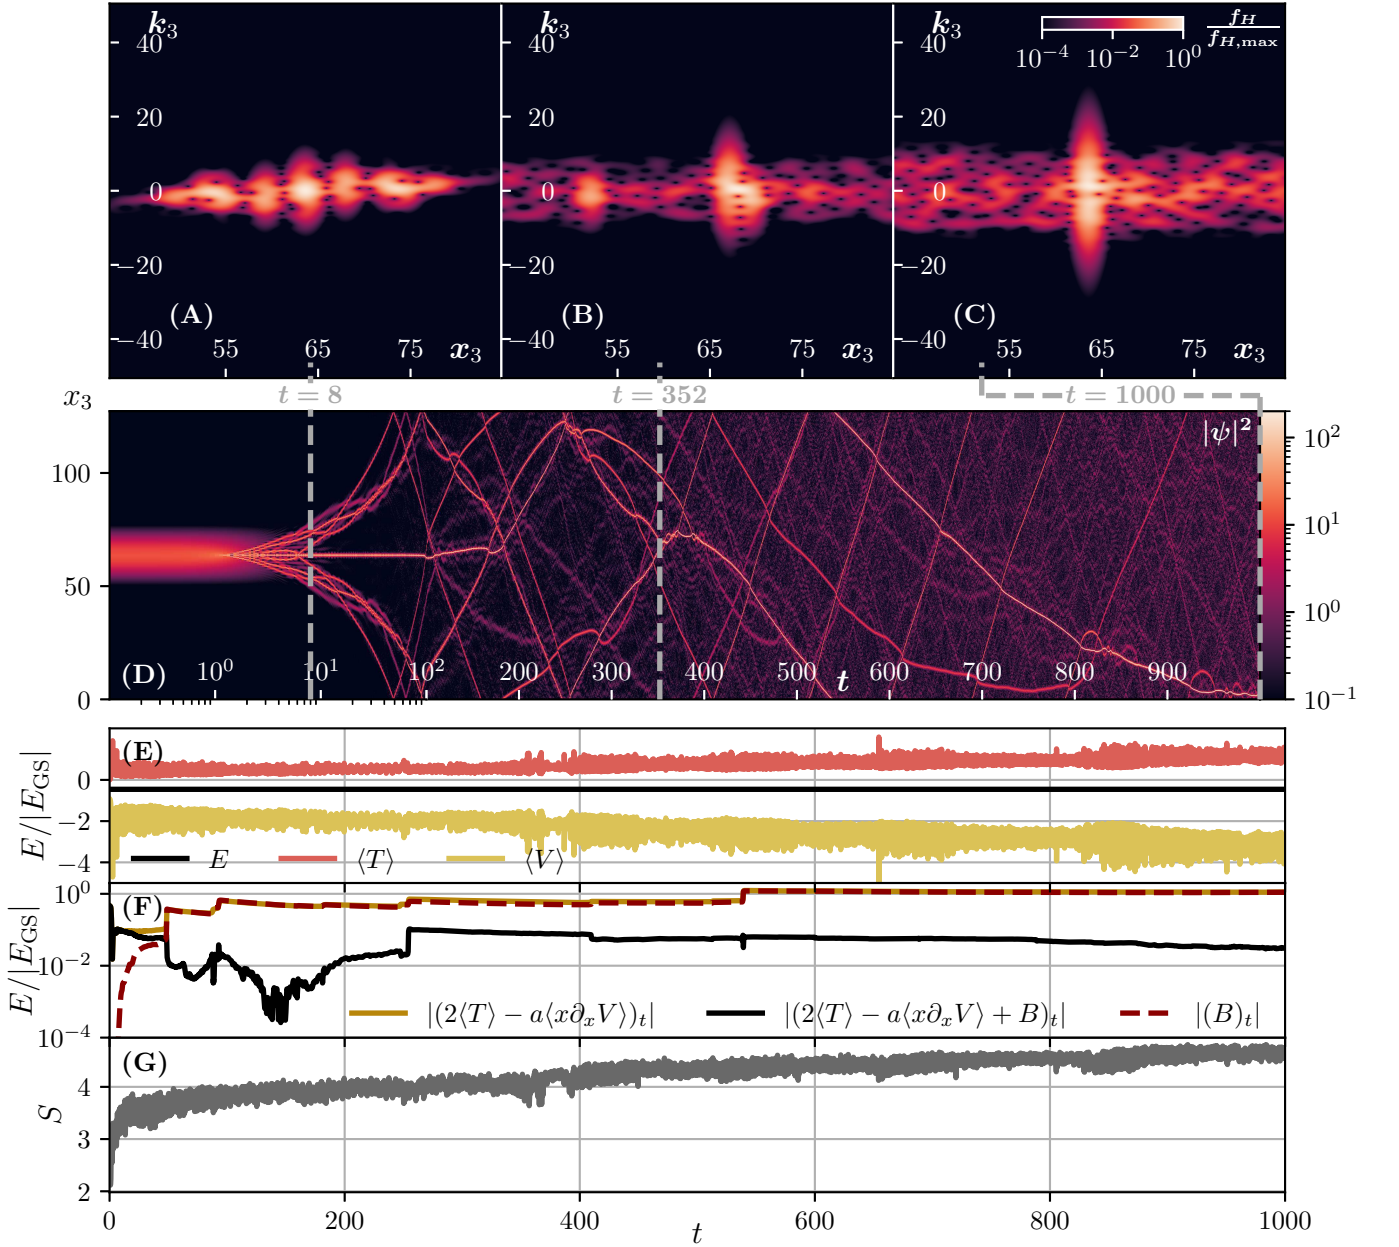 k₃ k₃ k₃ f_H / f_{H,max}
40 40 40 10⁻⁴ 10⁻² 10⁰
20 20 20
0 0 0
−20 −20 −20
(A) (B) (C)
−40 55 65 75 x₃ −40 55 65 75 x₃ −40 55 65 75 x₃
x₃ t = 8 t = 352 t = 1000
|ψ|²
100
50
0
(D) 10⁰ 10¹ 10² 200 300 400 500 600 700 800 900
t
10²
10¹
10⁰
10⁻¹
(E)
E/|E_GS|
0
−2
−4
E ⟨T⟩ ⟨V⟩
(F)
E/|E_GS|
10⁰
10⁻²
10⁻⁴
|(2⟨T⟩ − a⟨x∂ₓV⟩)ₜ| |(2⟨T⟩ − a⟨x∂ₓV⟩ + B)ₜ| |(B)ₜ|
(G)
S
4
3
2
0 200 400 600 800 1000
t